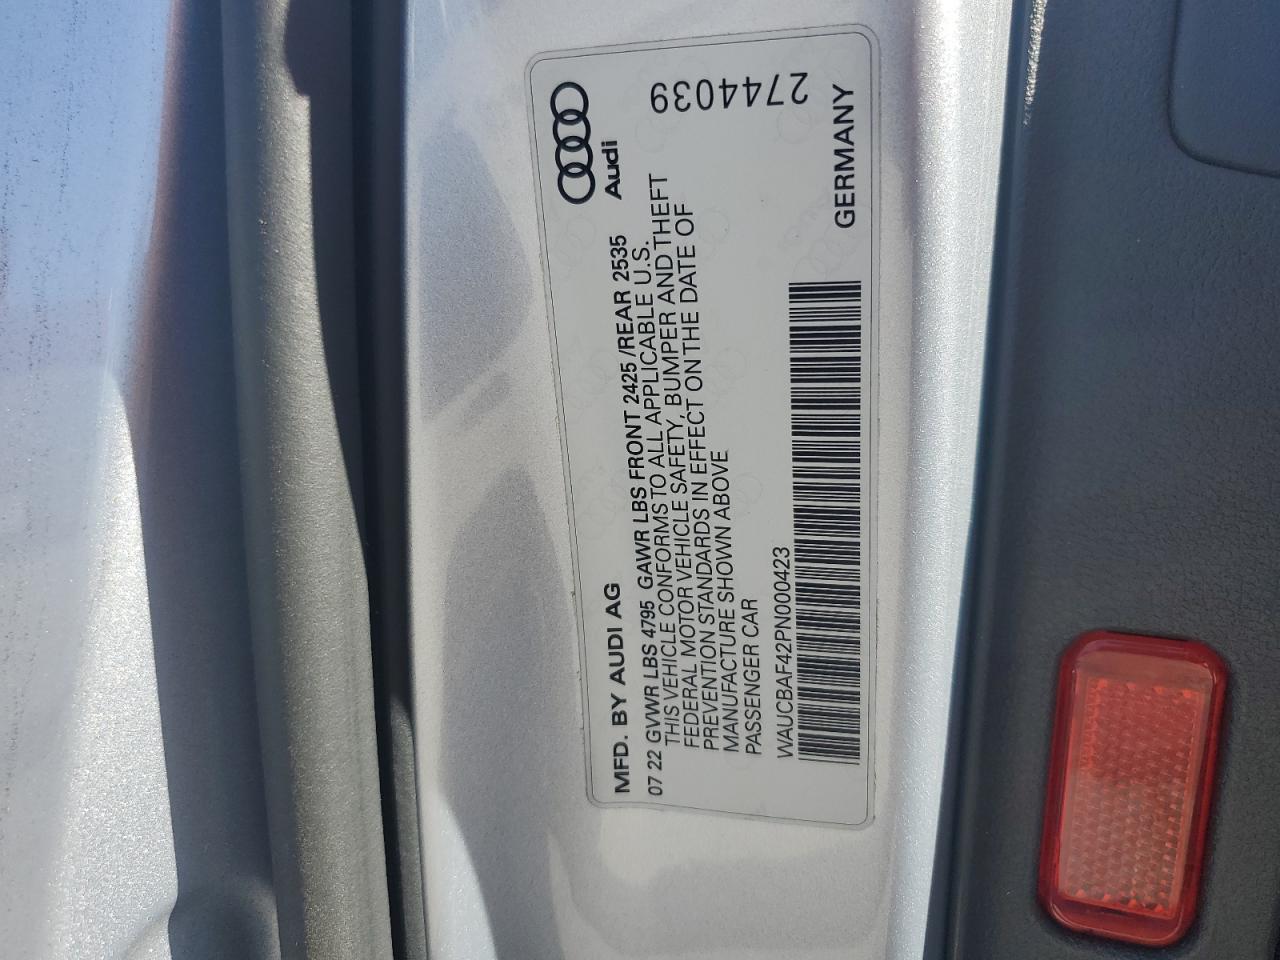 MFD. BY AUDI AG
Audi
07 22 GVWR LBS 4795 GAWR LBS FRONT 2425 /REAR 2535
THIS VEHICLE CONFORMS TO ALL APPLICABLE U.S.
FEDERAL MOTOR VEHICLE SAFETY, BUMPER AND THEFT
PREVENTION STANDARDS IN EFFECT ON THE DATE OF
MANUFACTURE SHOWN ABOVE
PASSENGER CAR
2744039
WAUCBAF42PN000423
GERMANY